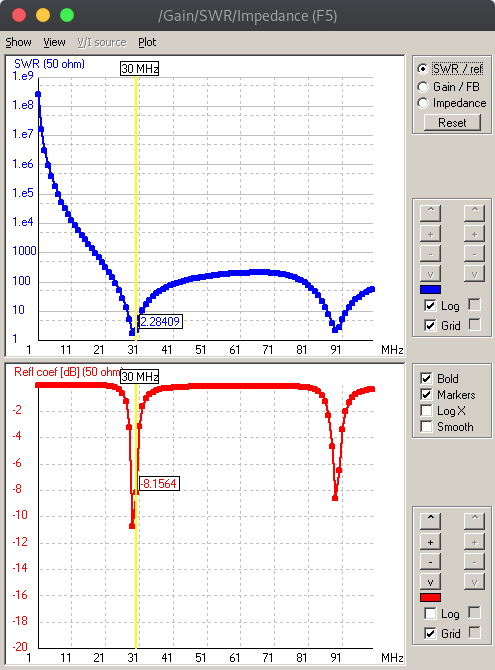 /Gain/SWR/Impedance (F5)
Show View V/I source Plot
SWR (50 ohm)
30 MHz
1.e9
1.e8
1.e7
1.e6
1.e5
1.e4
1000
100
10
1
2.28409
1 11 21 31 41 51 61 71 81 91 MHz
Refl coef [dB] (50 ohm)
30 MHz
-2
-4
-6
-8
-10
-12
-14
-16
-18
-20
-8.1564
1 11 21 31 41 51 61 71 81 91 MHz
SWR / ref
Gain / FB
Impedance
Reset
^ ^
+ +
- -
v v
Log
Grid
Bold
Markers
Log X
Smooth
^ ^
+ +
- -
v v
Log
Grid